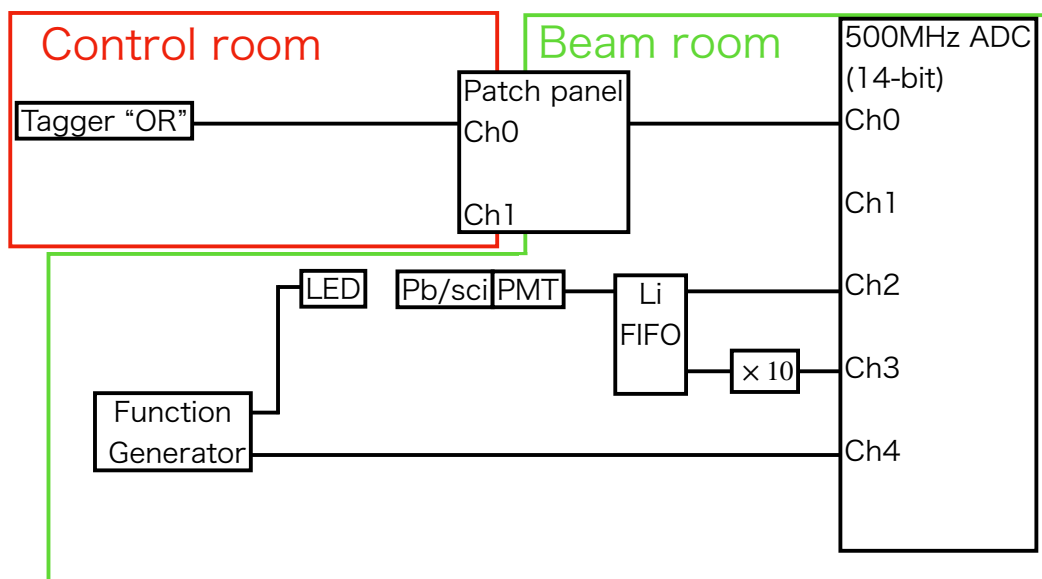 Control room
Beam room
500MHz ADC
(14-bit)
Patch panel
Tagger “OR”
Ch0
Ch0
Ch1
Ch1
LED
Pb/sci
PMT
Li
FIFO
Ch2
× 10
Ch3
Function
Generator
Ch4